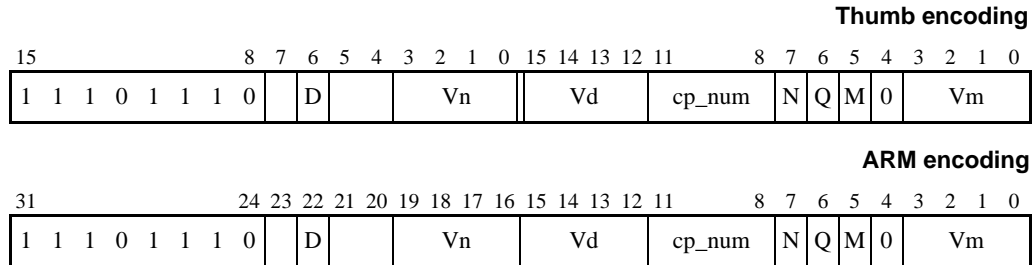 Thumb encoding
15 8 7 6 5 4 3 2 1 0 15 14 13 12 11 8 7 6 5 4 3 2 1 0
1 1 1 0 1 1 1 0 D Vn Vd cp_num N Q M 0 Vm
ARM encoding
31 24 23 22 21 20 19 18 17 16 15 14 13 12 11 8 7 6 5 4 3 2 1 0
1 1 1 0 1 1 1 0 D Vn Vd cp_num N Q M 0 Vm